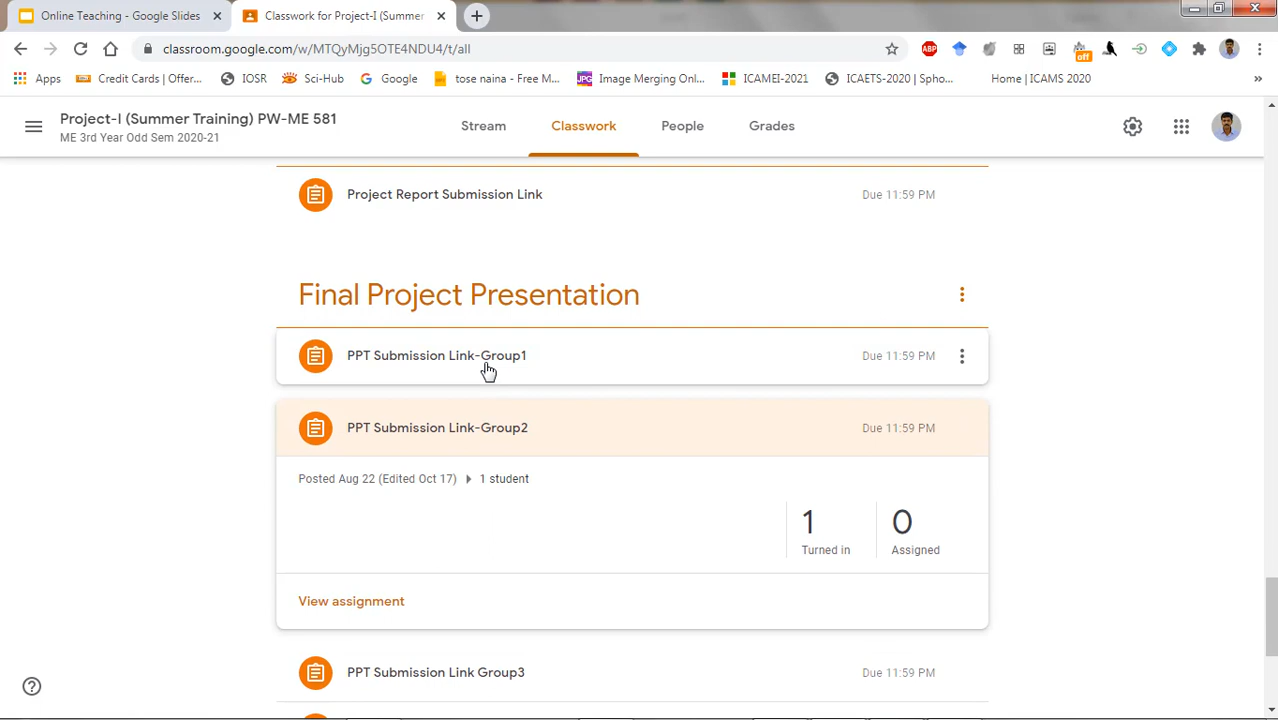 Online Teaching - Google Slides
Classwork for Project-I (Summer
classroom.google.com/w/MTQyMjg5OTE4NDU4/t/all
ABP
off
Apps
Credit Cards | Offer...
IOSR
Sci-Hub
Google
tose naina - Free M...
JPG
Image Merging Onl...
ICAMEI-2021
ICAETS-2020 | Spho...
Home | ICAMS 2020
»
Project-I (Summer Training) PW-ME 581
ME 3rd Year Odd Sem 2020-21
Stream
Classwork
People
Grades
Project Report Submission Link
Due 11:59 PM
Final Project Presentation
PPT Submission Link-Group1
Due 11:59 PM
PPT Submission Link-Group2
Due 11:59 PM
Posted Aug 22 (Edited Oct 17)
1 student
1
0
Turned in
Assigned
View assignment
PPT Submission Link Group3
Due 11:59 PM